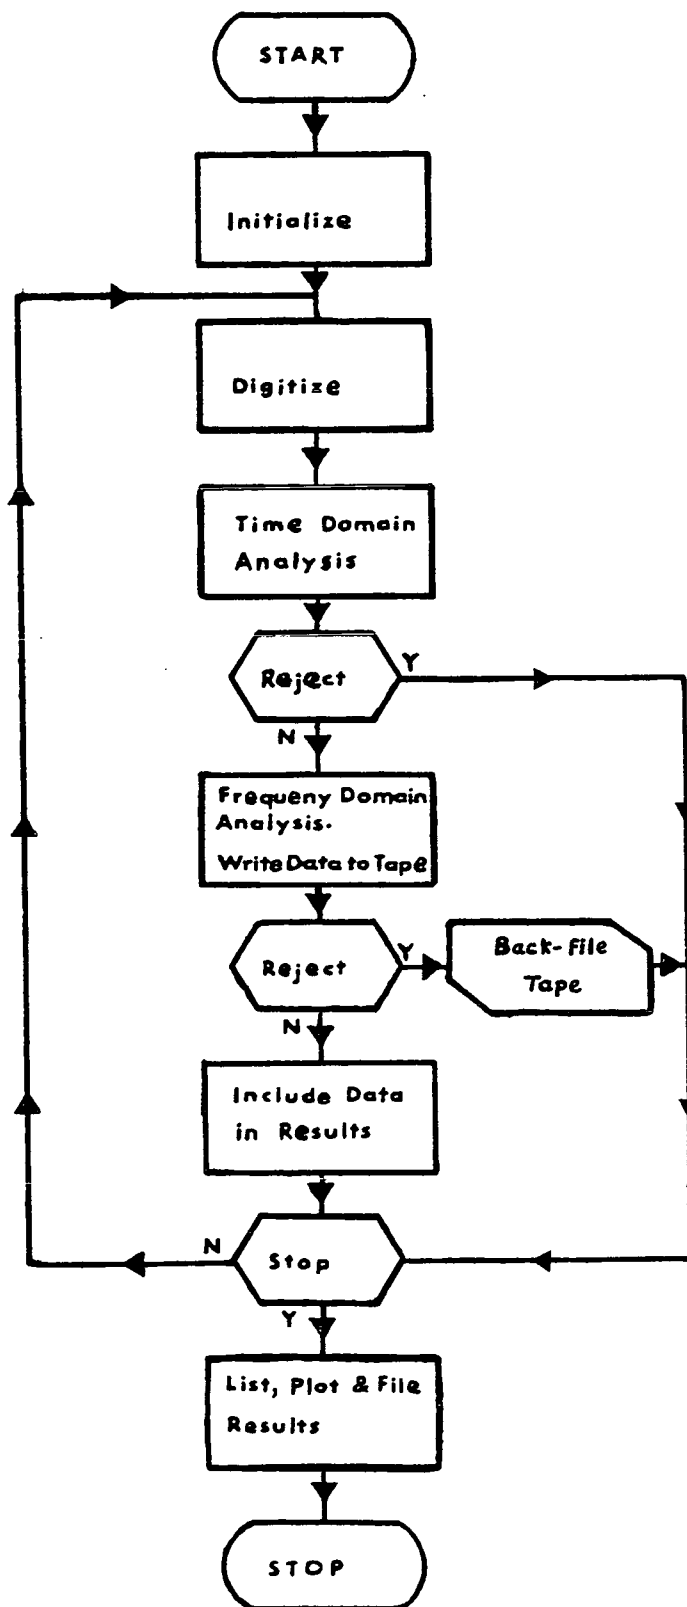 START
Initialize
Digitize
Time Domain
Analysis
Reject
Y
N
Frequeny Domain
Analysis.
Write Data to Tape
Reject
Y
Back-File
Tape
N
Include Data
in Results
N
Stop
Y
List, Plot & File
Results
STOP